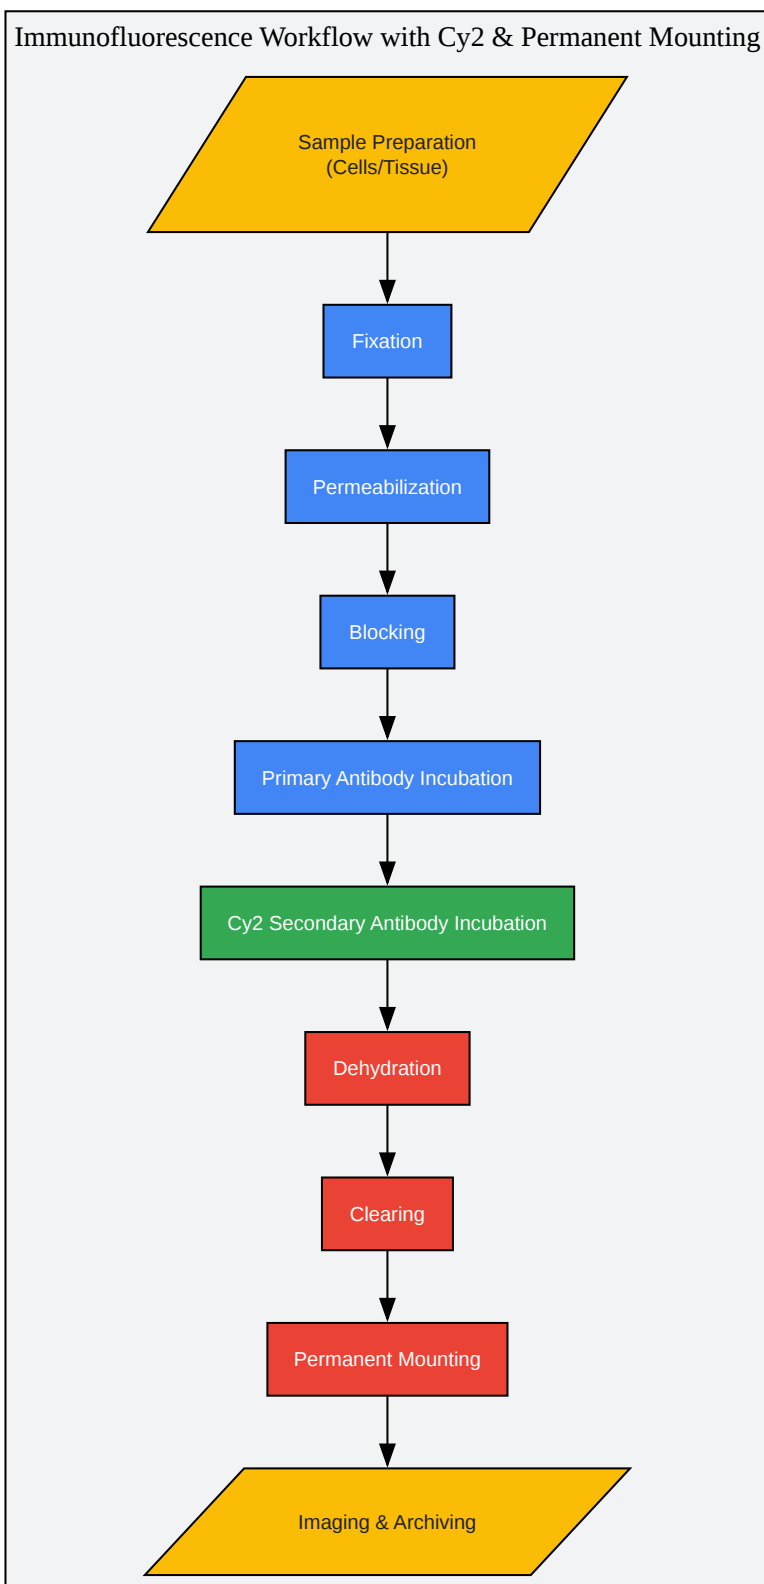 Immunofluorescence Workflow with Cy2 & Permanent Mounting
Sample Preparation
(Cells/Tissue)
Fixation
Permeabilization
Blocking
Primary Antibody Incubation
Cy2 Secondary Antibody Incubation
Dehydration
Clearing
Permanent Mounting
Imaging & Archiving